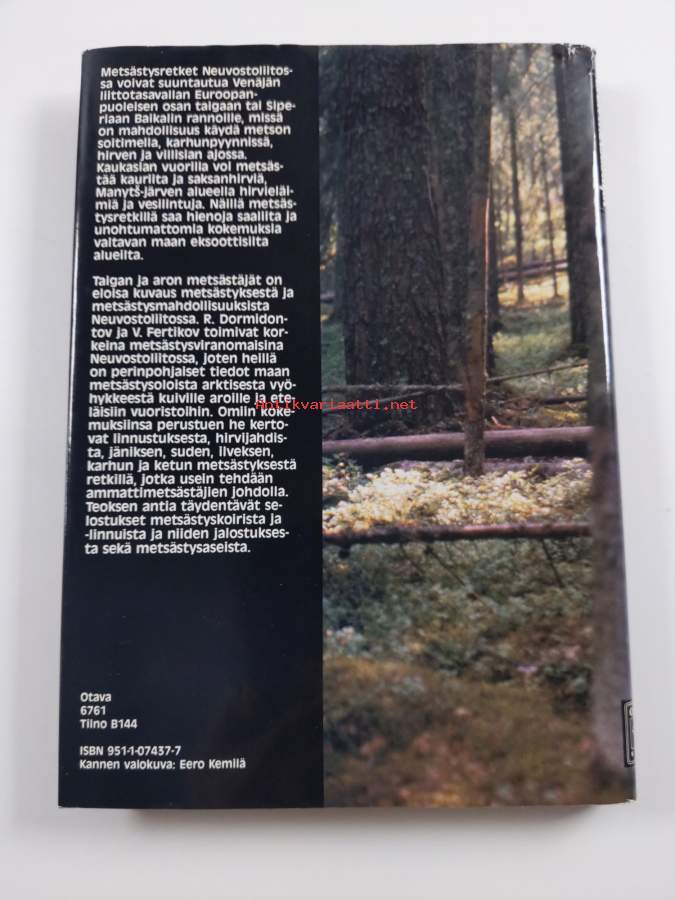 Metsästysretket Neuvostoliitos-
sa voivat suuntautua Venäjän
liittotasavallan Euroopan-
puoleisen osan taigaan tai Sipe-
riaan Baikalin rannoille, missä
on mahdollisuus käydä metson
soitimella, karhunpyynnissä,
hirven ja villisian ajossa.
Kaukasian vuorilla voi metsäs-
tää kauriita ja saksanhirviä,
Manytš-järven alueella hirvieläi-
miä ja vesilintuja. Näillä metsäs-
tysretkillä saa hienoja saaliita ja
unohtumattomia kokemuksia
valtavan maan eksoottisilta
alueilta.
Taigan ja aron metsästäjät on
eloisa kuvaus metsästyksestä ja
metsästysmahdollisuuksista
Neuvostoliitossa. R. Dormidon-
tov ja V. Fertikov toimivat kor-
keina metsästysviranomaisina
Neuvostoliitossa, joten heillä
on perinpohjaiset tiedot maan
metsästysoloista arktisesta vyö-
hykkeestä kuiville aroille ja ete-
läisiin vuoristoihin. Omiin koke-
muksiinsa perustuen he kerto-
vat linnustuksesta, hirvijahdis-
ta, jäniksen, suden, ilveksen,
karhun ja ketun metsästyksestä
retkillä, jotka usein tehdään
ammattimetsästäjien johdolla.
Teoksen antia täydentävät se-
lostukset metsästyskoirista ja
-linnuista ja niiden jalostukses-
ta sekä metsästysaseista.
Antikvariaatti.net
Otava
6761
Tiino B144
ISBN 951-1-07437-7
Kannen valokuva: Eero Kemilä